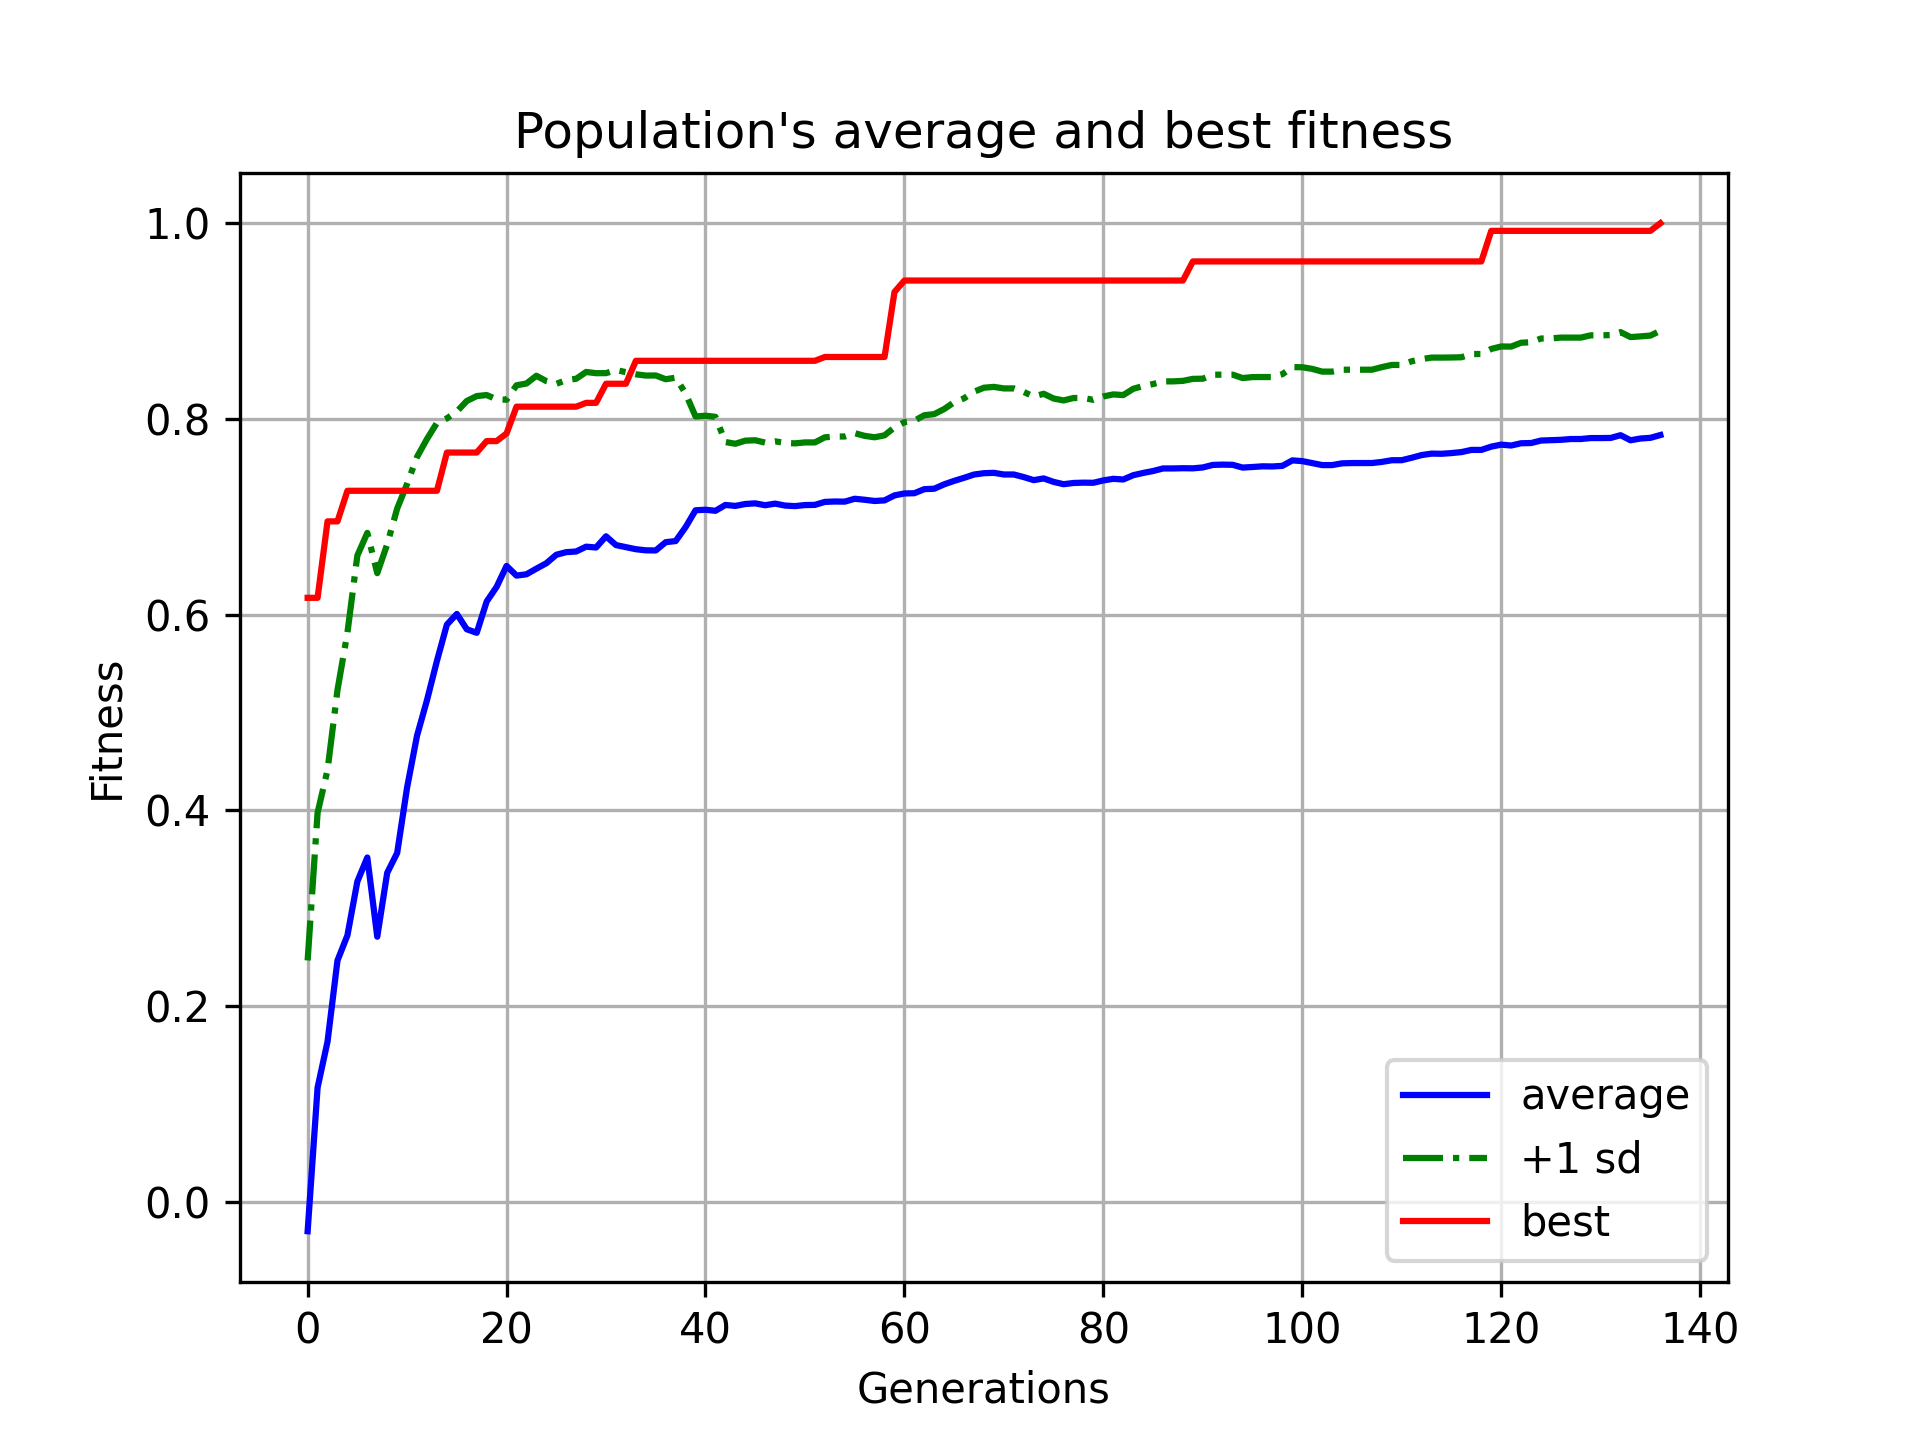 Population's average and best fitness
1.0
0.8
0.6
0.4
0.2
0.0
Fitness
average
+1 sd
best
0 20 40 60 80 100 120 140
Generations